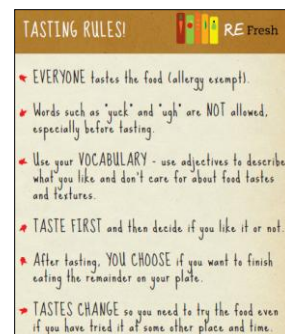 TASTING RULES!
RE Fresh
EVERYONE tastes the food (allergy exempt).
Words such as "yuck" and "ugh" are NOT allowed,
especially before tasting.
Use your VOCABULARY - use adjectives to describe
what you like and don't care for about food tastes
and textures.
TASTE FIRST and then decide if you like it or not.
After tasting, YOU CHOOSE if you want to finish
eating the remainder on your plate.
TASTES CHANGE so you need to try the food even
if you have tried it at some other place and time.